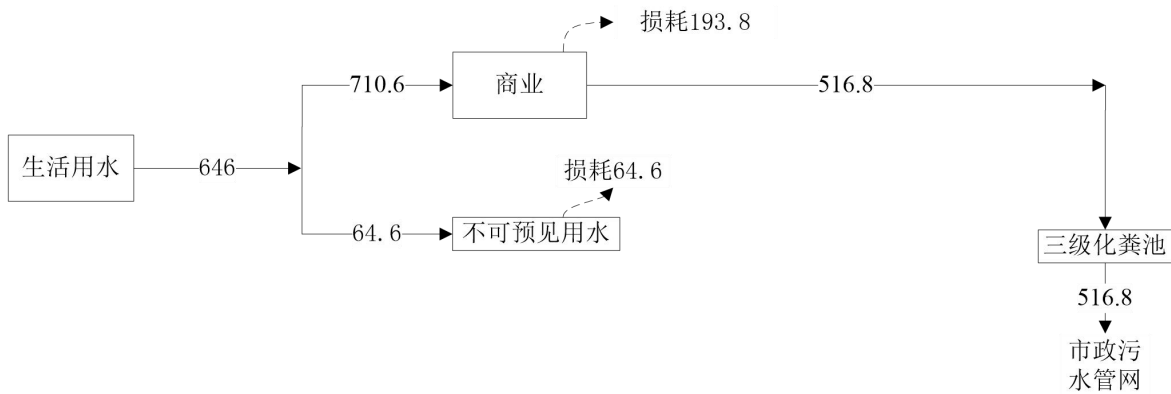 损耗193.8
710.6
商业
516.8
生活用水
646
损耗64.6
64.6
不可预见用水
三级化粪池
516.8
市政污
水管网